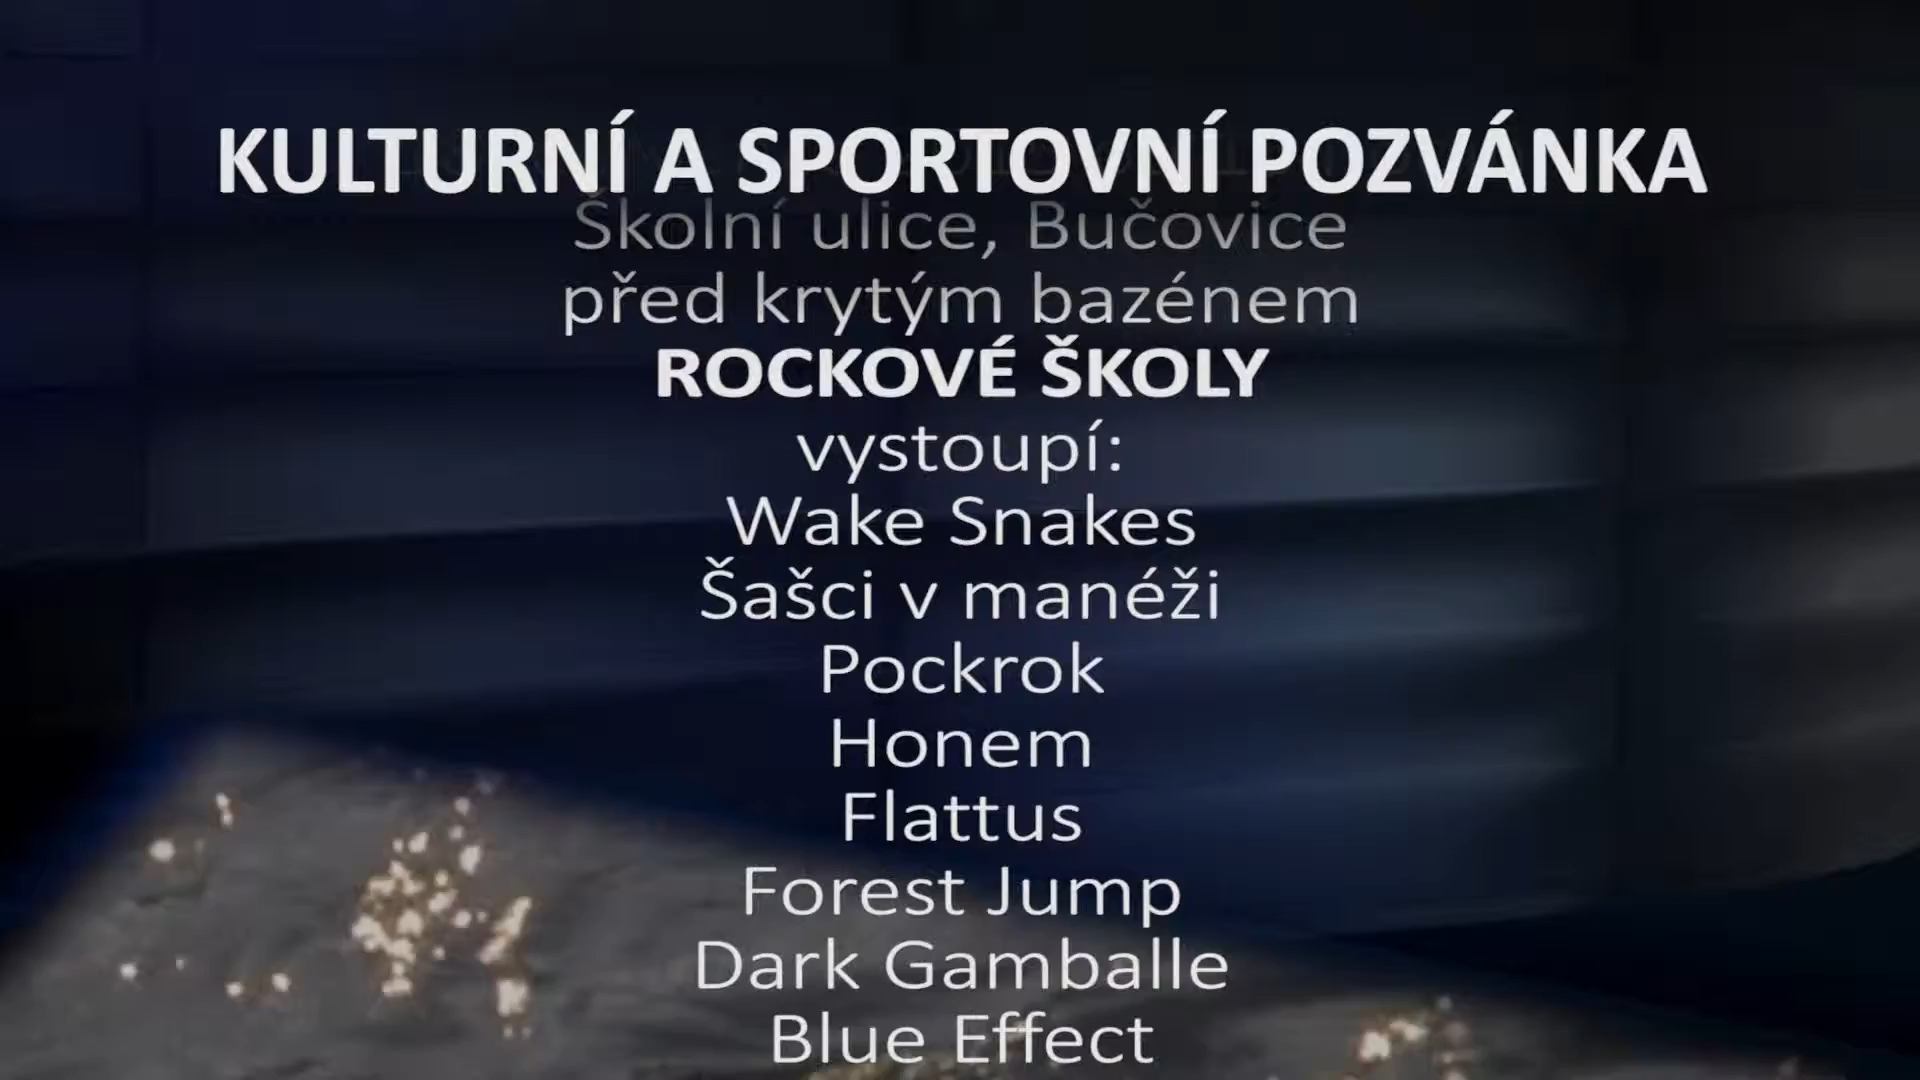 KULTURNÍ A SPORTOVNÍ POZVÁNKA
Školní ulice, Bučovice
před krytým bazénem
ROCKOVÉ ŠKOLY
vystoupí:
Wake Snakes
Šašci v manéži
Pockrok
Honem
Flattus
Forest Jump
Dark Gamballe
Blue Effect